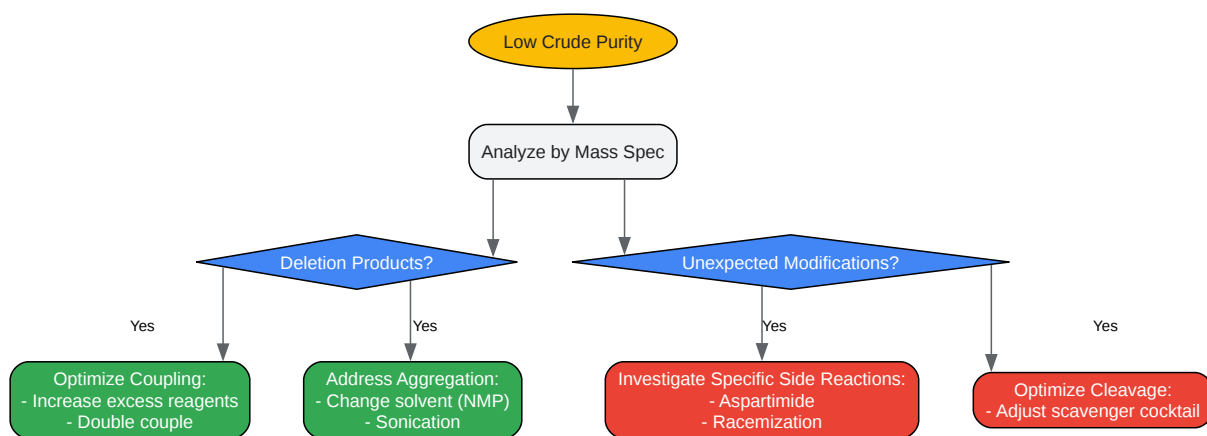 Low Crude Purity
Analyze by Mass Spec
Deletion Products?
Unexpected Modifications?
Yes
Yes
Yes
Yes
Optimize Coupling:
- Increase excess reagents
- Double couple
Address Aggregation:
- Change solvent (NMP)
- Sonication
Investigate Specific Side Reactions:
- Aspartimide
- Racemization
Optimize Cleavage:
- Adjust scavenger cocktail